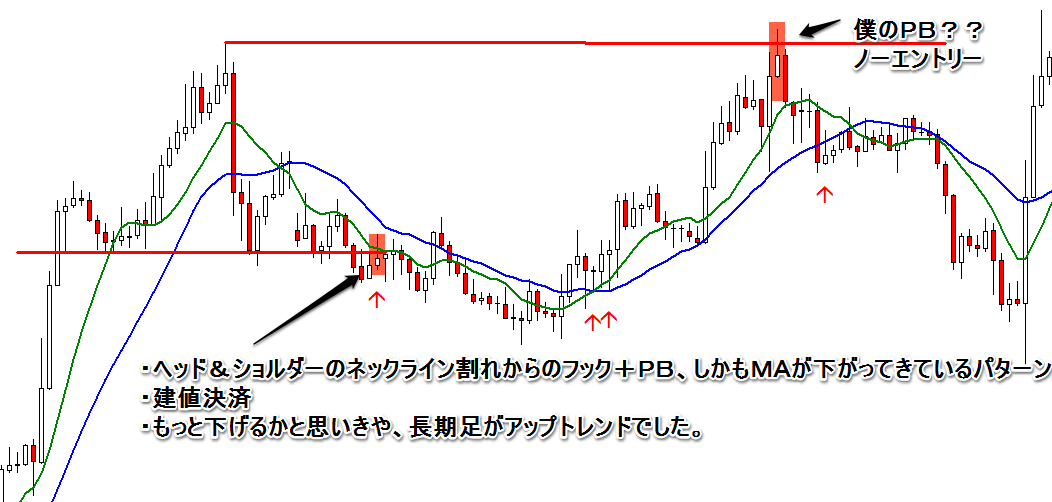 僕のPB？？
ノーエントリー
・ヘッド＆ショルダーのネックライン割れからのフック＋PB、しかもMAが下がってきているパターン
・建値決済
・もっと下げるかと思いきや、長期足がアップトレンドでした。